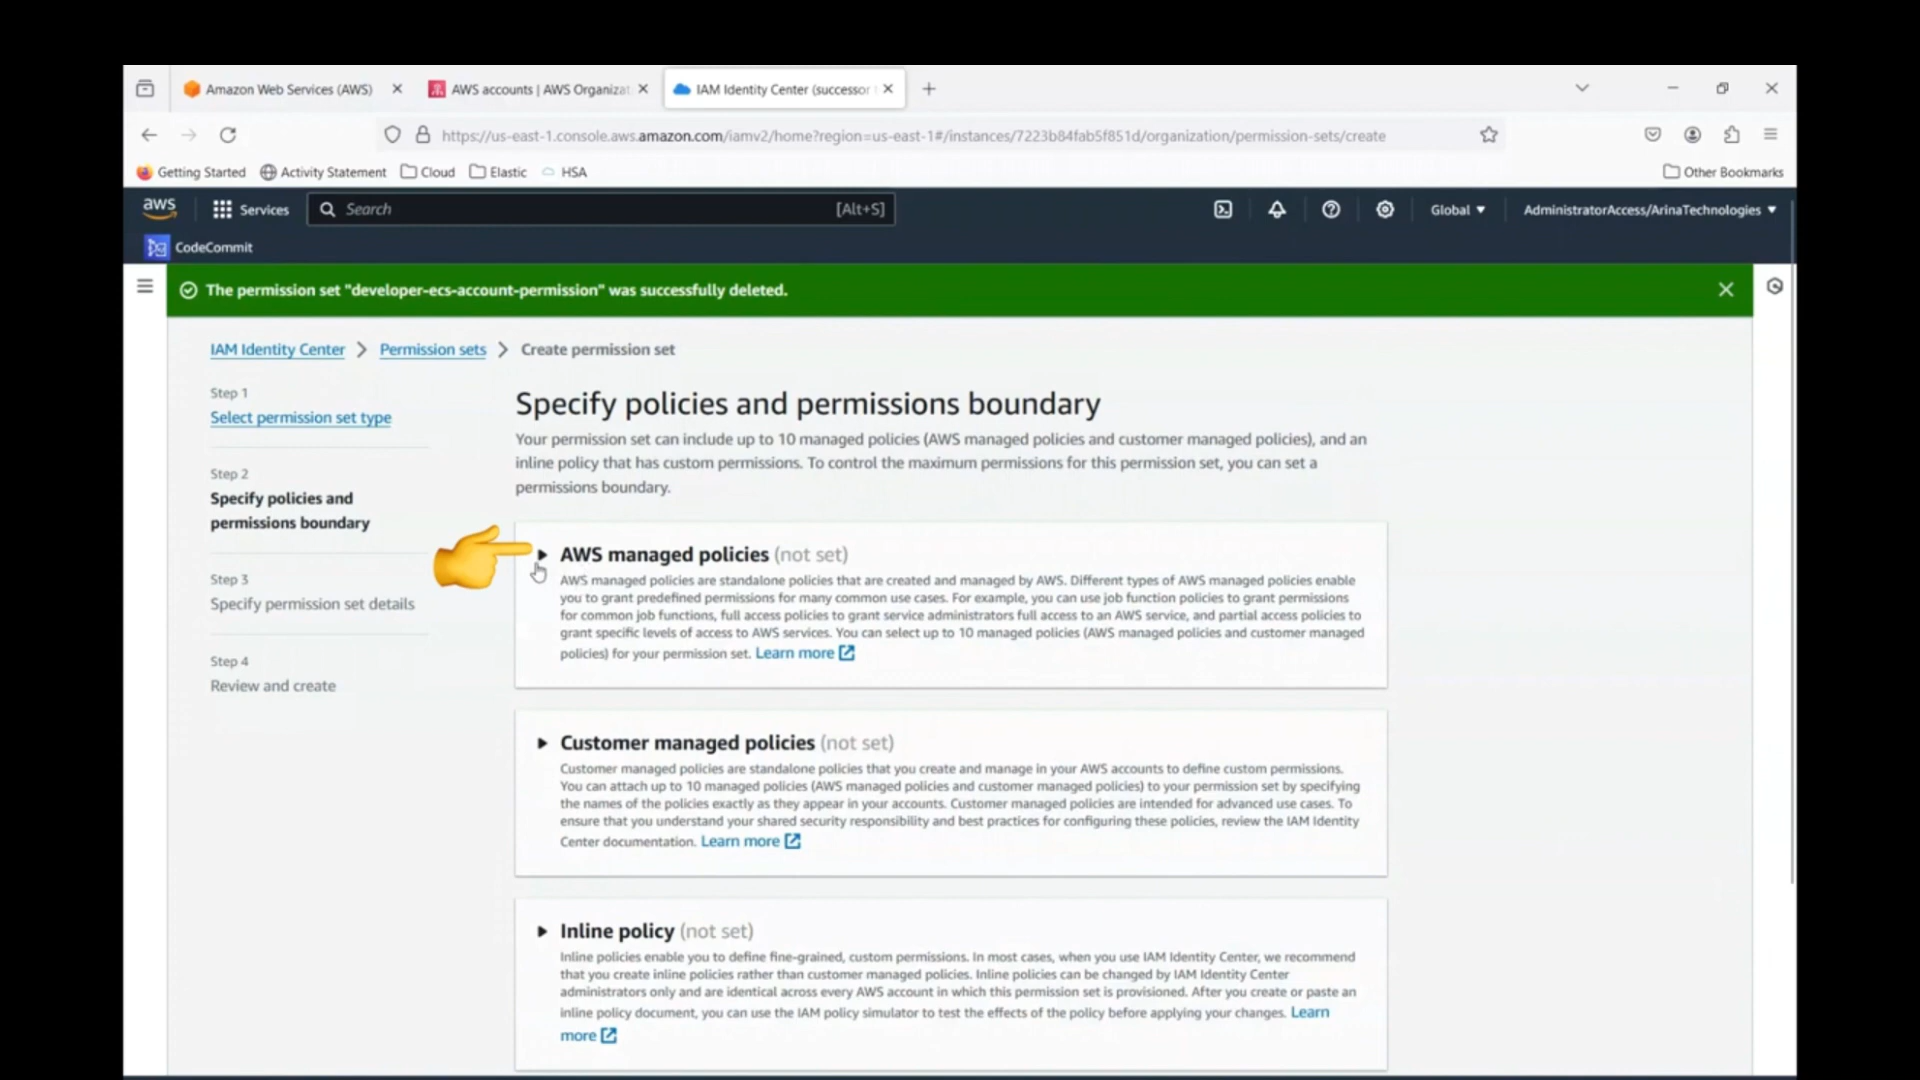 Amazon Web Services (AWS)
AWS accounts | AWS Organizat
IAM Identity Center (successor t
https://us-east-1.console.aws.amazon.com/iamv2/home?region=us-east-1#/instances/7223b84fab5f851d/organization/permission-sets/create
Getting Started
Activity Statement
Cloud
Elastic
HSA
Other Bookmarks
aws
Services
Search
[Alt+S]
Global
AdministratorAccess/ArinaTechnologies
CodeCommit
The permission set "developer-ecs-account-permission" was successfully deleted.
IAM Identity Center
Permission sets
Create permission set
Step 1
Select permission set type
Step 2
Specify policies and
permissions boundary
Step 3
Specify permission set details
Step 4
Review and create
Specify policies and permissions boundary
Your permission set can include up to 10 managed policies (AWS managed policies and customer managed policies), and an
inline policy that has custom permissions. To control the maximum permissions for this permission set, you can set a
permissions boundary.
AWS managed policies (not set)
AWS managed policies are standalone policies that are created and managed by AWS. Different types of AWS managed policies enable
you to grant predefined permissions for many common use cases. For example, you can use job function policies to grant permissions
for common job functions, full access policies to grant service administrators full access to an AWS service, and partial access policies to
grant specific levels of access to AWS services. You can select up to 10 managed policies (AWS managed policies and customer managed
policies) for your permission set. Learn more
Customer managed policies (not set)
Customer managed policies are standalone policies that you create and manage in your AWS accounts to define custom permissions.
You can attach up to 10 managed policies (AWS managed policies and customer managed policies) to your permission set by specifying
the names of the policies exactly as they appear in your accounts. Customer managed policies are intended for advanced use cases. To
ensure that you understand your shared security responsibility and best practices for configuring these policies, review the IAM Identity
Center documentation. Learn more
Inline policy (not set)
Inline policies enable you to define fine-grained, custom permissions. In most cases, when you use IAM Identity Center, we recommend
that you create inline policies rather than customer managed policies. Inline policies can be changed by IAM Identity Center
administrators only and are identical across every AWS account in which this permission set is provisioned. After you create or paste an
inline policy document, you can use the IAM policy simulator to test the effects of the policy before applying your changes. Learn
more